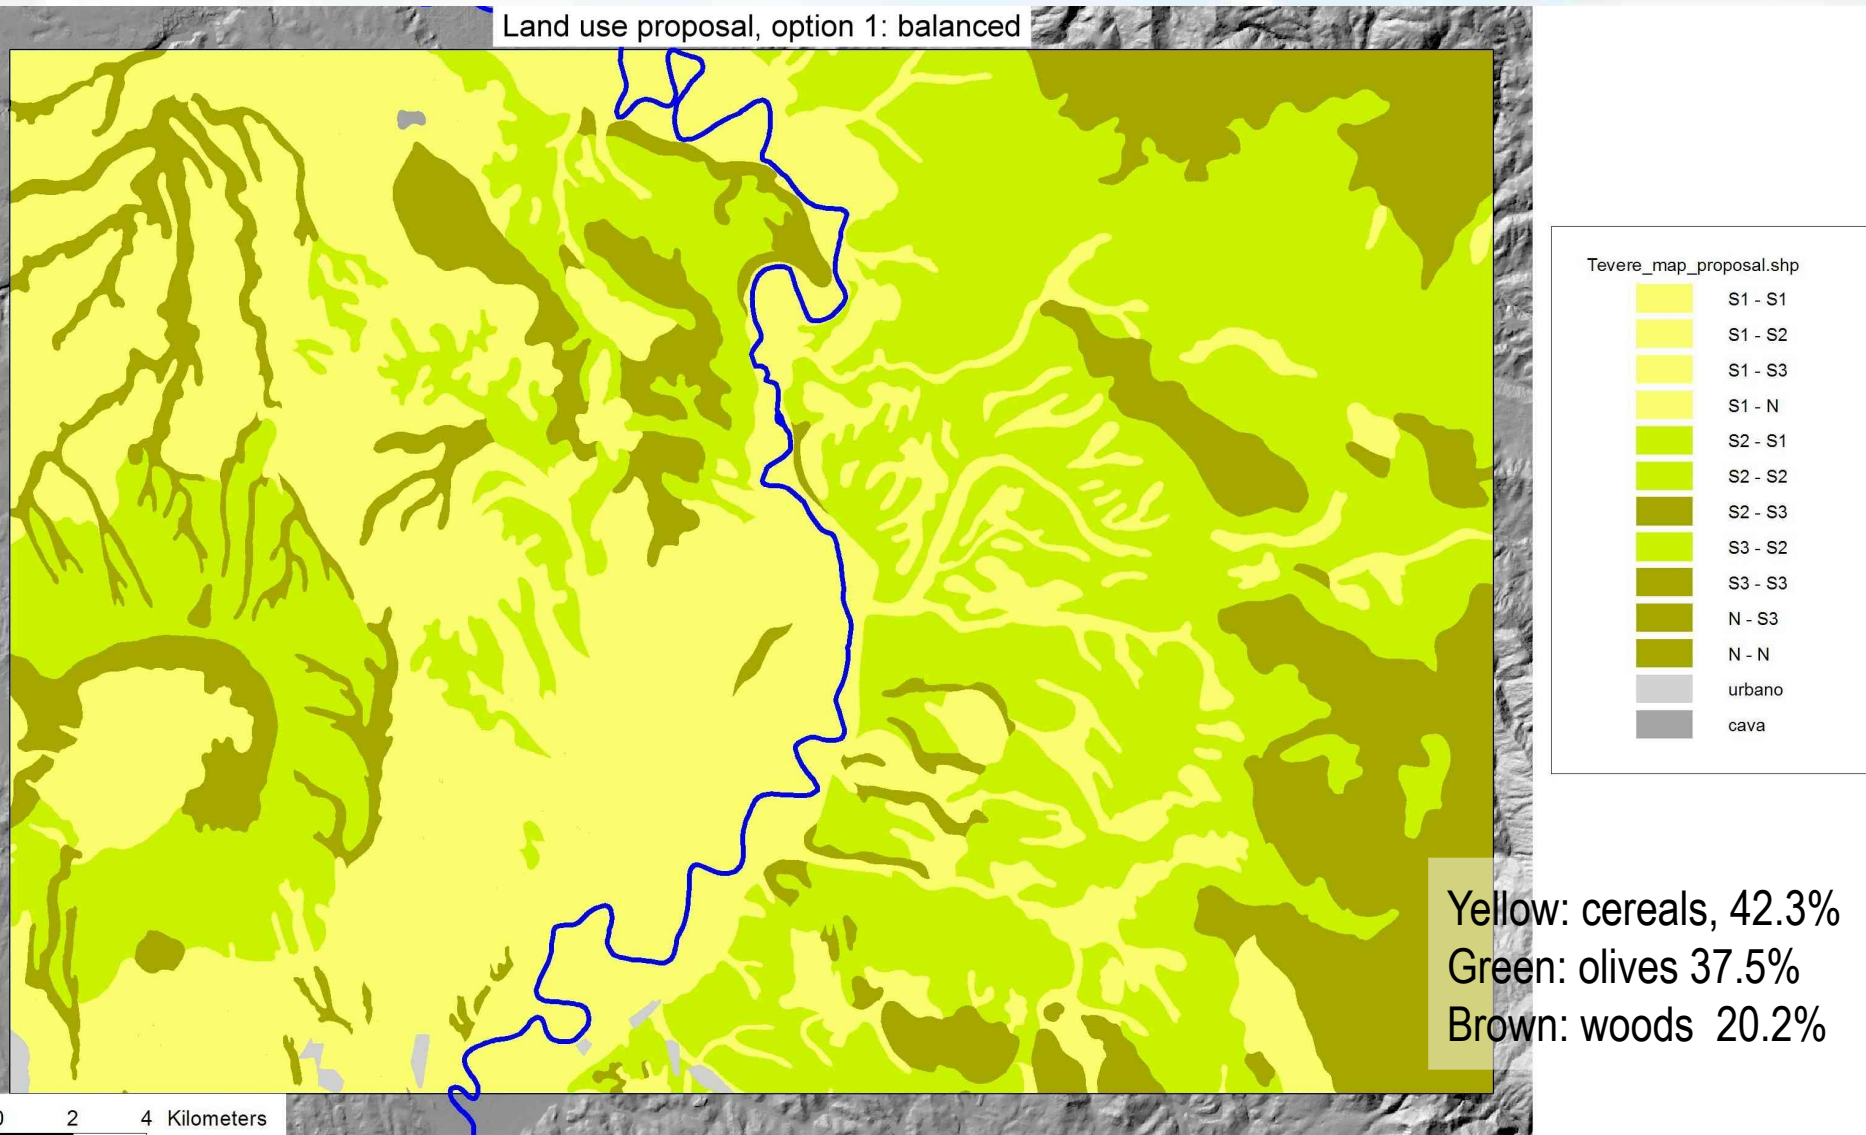 Land use proposal, option 1: balanced
Tevere_map_proposal.shp
S1 - S1
S1 - S2
S1 - S3
S1 - N
S2 - S1
S2 - S2
S2 - S3
S3 - S2
S3 - S3
N - S3
N - N
urbano
cava
Yellow: cereals, 42.3%
Green: olives 37.5%
Brown: woods 20.2%
0 2 4 Kilometers